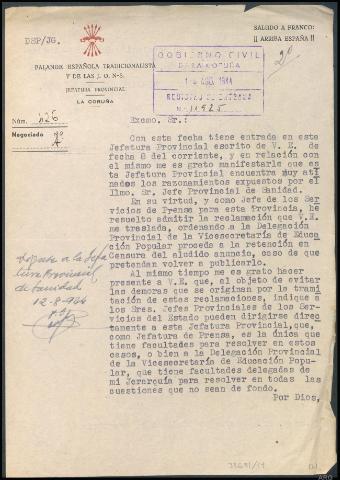 DSP/JG.
SALUDO A FRANCO:
¡¡ ARRIBA ESPAÑA !!
2º
FALANGE ESPAÑOLA TRADICIONALISTA
Y DE LAS J. O. N-S.
JEFATURA PROVINCIAL
LA CORUÑA
GOBIERNO CIVIL
DE LA CORUÑA
AGO. 1944
REGISTRO DE ENTRADA
Nº 11925
Núm. 826
Negociado 2º
Excmo. Sr.:
Con esta fecha tiene entrada en este
Jefatura Provincial escrito de V. E. de
fecha 8 del corriente, y en relación con
el mismo me es grato manifestarle que es
ta Jefatura Provincial encuentra muy ati
nados los razonamientos expuestos por el
Ilmo. Sr. Jefe Provincial de Sanidad.
En su virtud, y como Jefe de los Ser
vicios de Prensa para esta Provincia, he
resuelto admitir la reclamación que V.E.
me traslada, ordenando a la Delegación
Provincial de la Vicesecretaría de Educa
ción Popular proceda a la retención en
Censura del aludido anuncio, caso de que
pretendan volver a publicarlo.
Al mismo tiempo me es grato hacer
presente a V.E. que, al objeto de evitar
las demoras que se originan por la trami
tación de estas reclamaciones, indique a
los Sres. Jefes Provinciales de los Ser-
vicios del Estado pueden dirigirse direc
tamente a esta Jefatura Provincial,que,
como Jefatura de Prensa, es la única que
tiene facultades para resolver en estos
casos, o bien a la Delegación Provincial
de la Vicesecretaría de Educación Popu-
lar, que tiene facultades delegadas de
mi Jerarquía para resolver en todas las
cuestiones que no sean de fondo.
Por Dios,
a la Jefa
tura Provincial
de Sanidad
12-8-944